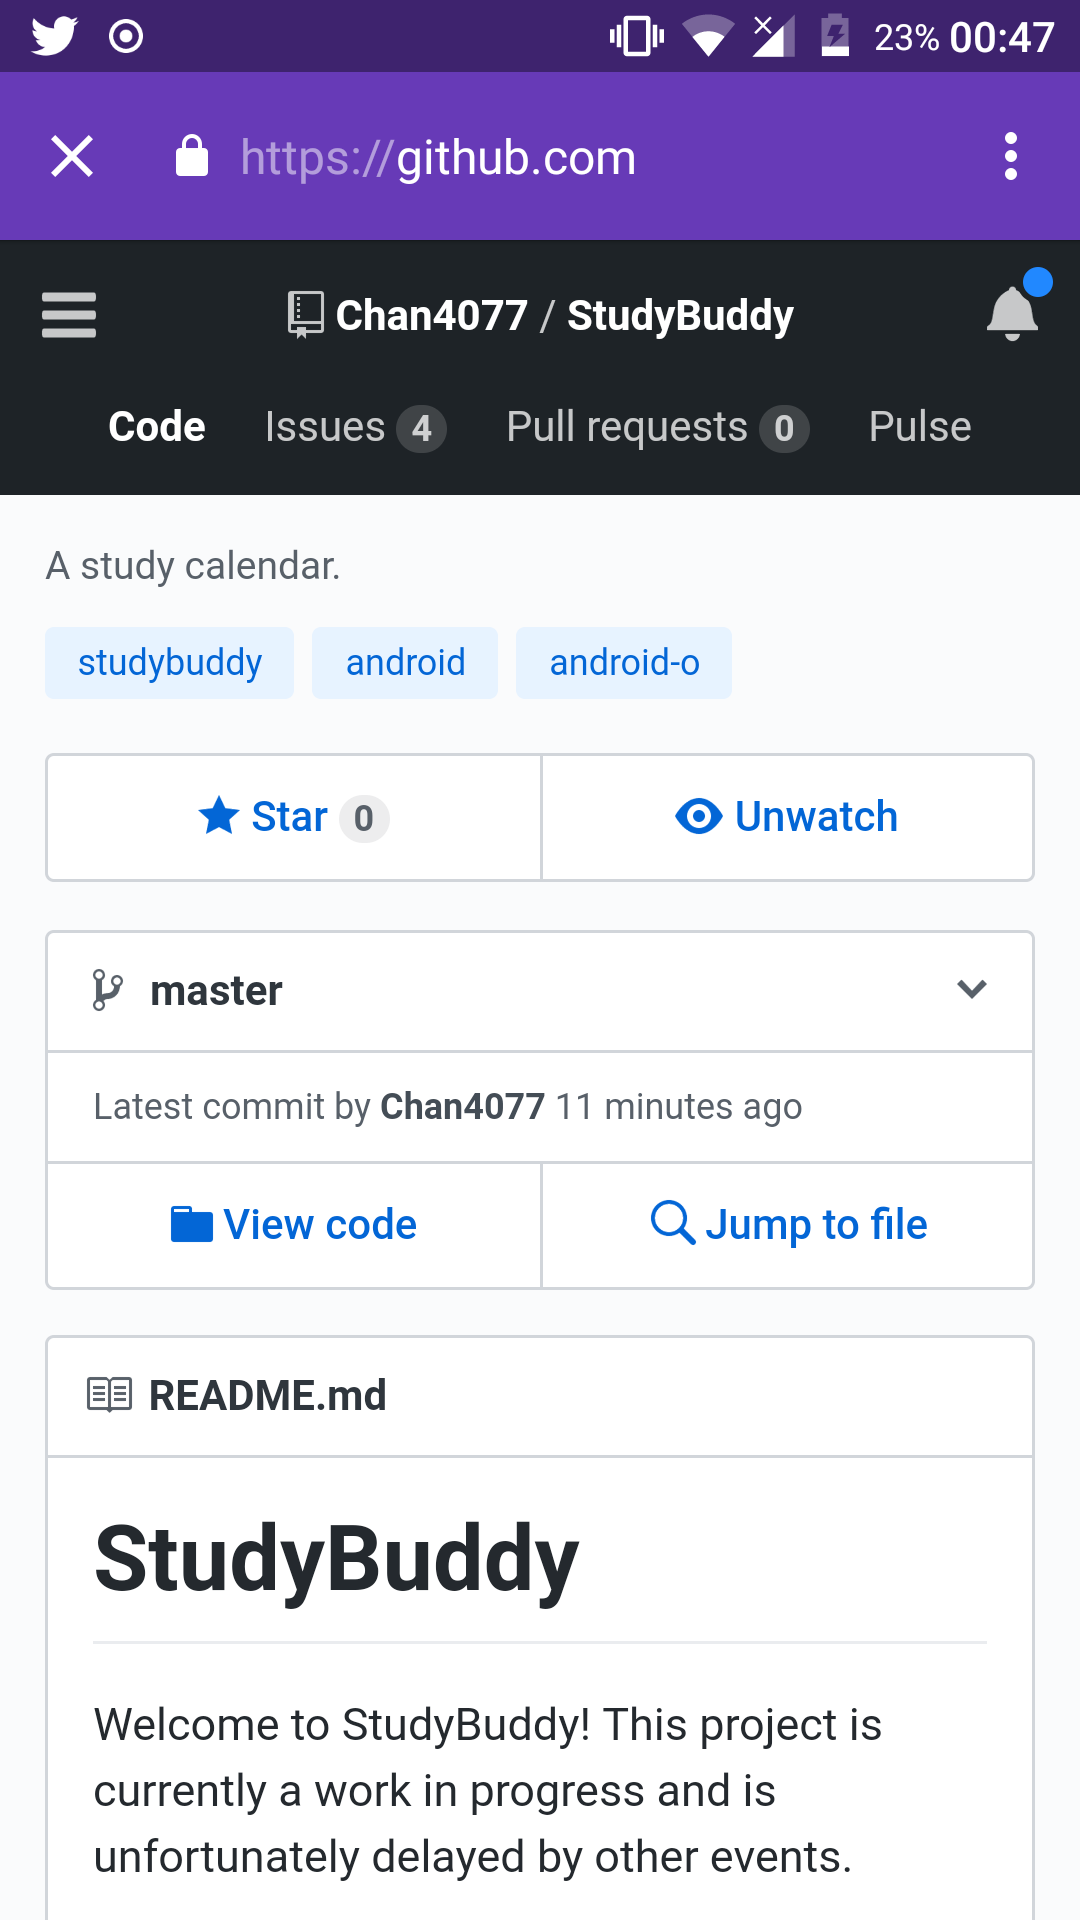 23% 00:47
https://github.com
Chan4077 / StudyBuddy
Code Issues 4 Pull requests 0 Pulse
A study calendar.
studybuddy android android-o
Star 0 Unwatch
master
Latest commit by Chan4077 11 minutes ago
View code Jump to file
README.md
StudyBuddy
Welcome to StudyBuddy! This project is
currently a work in progress and is
unfortunately delayed by other events.